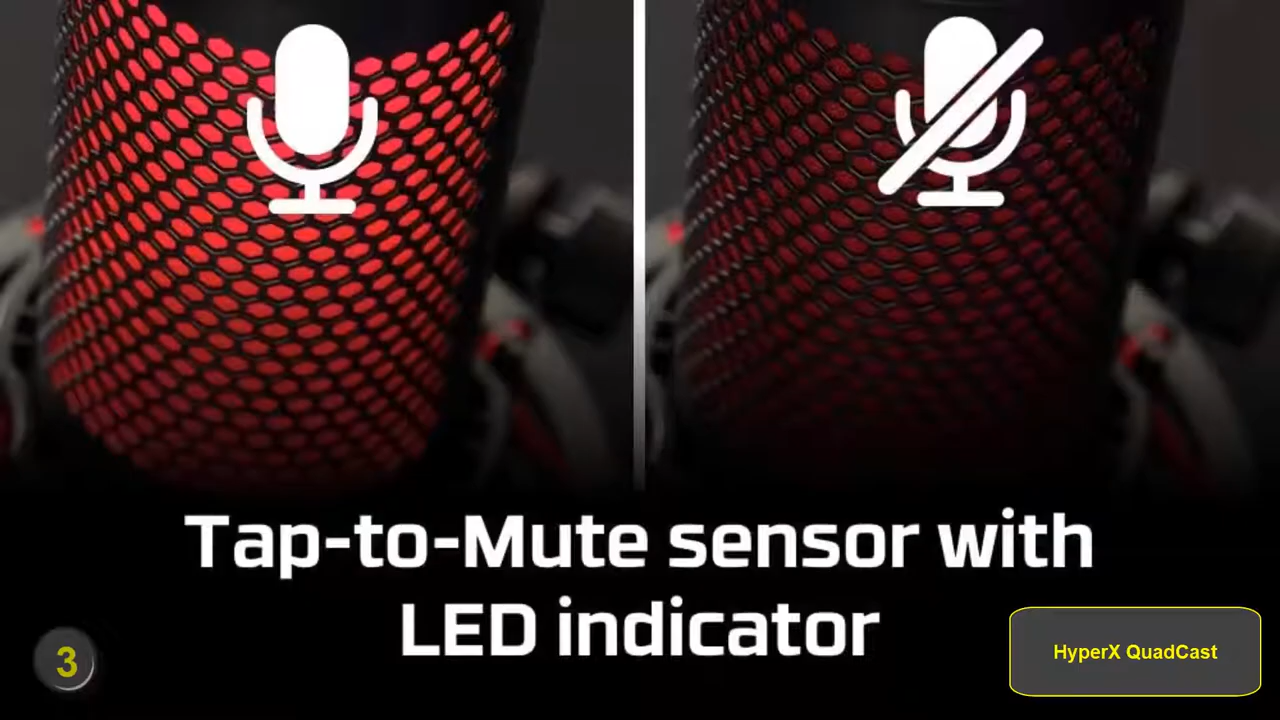 Tap-to-Mute sensor with
LED indicator
3
HyperX QuadCast